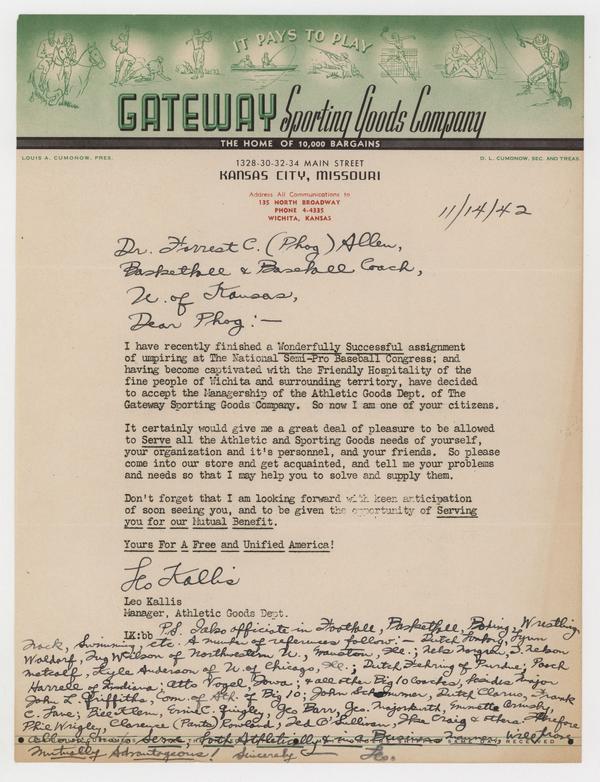 IT PAYS TO PLAY
GATEWAY Sporting Goods Company
THE HOME OF 10,000 BARGAINS
LOUIS A. CUMONOW, PRES.
D. L. CUMONOW, SEC. AND TREAS.
1328-30-32-34 MAIN STREET
KANSAS CITY, MISSOURI
Address All Communications to
135 NORTH BROADWAY
PHONE 4-4335
WICHITA, KANSAS
11/14/42
Dr. Forrest C. (Phog) Allen,
Basketball & Baseball Coach,
U. of Kansas,
Dear Phog:-
I have recently finished a Wonderfully Successful assignment
of umpiring at The National Semi-Pro Baseball Congress; and
having become captivated with the Friendly Hospitality of the
fine people of Wichita and surrounding territory, have decided
to accept the Managership of the Athletic Goods Dept. of The
Gateway Sporting Goods Company. So now I am one of your citizens.
It certainly would give me a great deal of pleasure to be allowed
to Serve all the Athletic and Sporting Goods needs of yourself,
your organization and it's personnel, and your friends. So please
come into our store and get acquainted, and tell me your problems
and needs so that I may help you to solve and supply them.
Don't forget that I am looking forward with keen anticipation
of soon seeing you, and to be given the opportunity of Serving
you for our Mutual Benefit.
Yours For A Free and Unified America!
Leo Kallis
Leo Kallis
Manager, Athletic Goods Dept.
LK:bb
P.S. I also officiate in Football, Basketball, Boxing, Wrestling,
Track, Swimming, etc. A number of references follow:- Dutch Lynn
Waldorf, Tug Wilson of Northwestern U., Evanston, Ill.; Nels Norgren, T. Nelson
Metcalf, Kyle Anderson of U. of Chicago, Ill.; Dutch Fehring of Purdue; Pooch
Harrell of Indiana; Otto Vogel, Iowa; & all other Big 10 Coaches, besides Major
John L. Griffith, Com. of Ath. of Big 10; John Schommer, Dutch Clark, Frank
C. Lane; Bill Klem, Ernie C. Quigley, Geo. Barr, Geo. Magerkurth, Emmett Ormsby,
Phil Wrigley, Clarence (Pants) Rowland, Ted O'Sullivan, & others. Therefore
Serve, both Athletically & in a Business Manner, Will prove
Mutually Advantageous! Sincerely Leo.